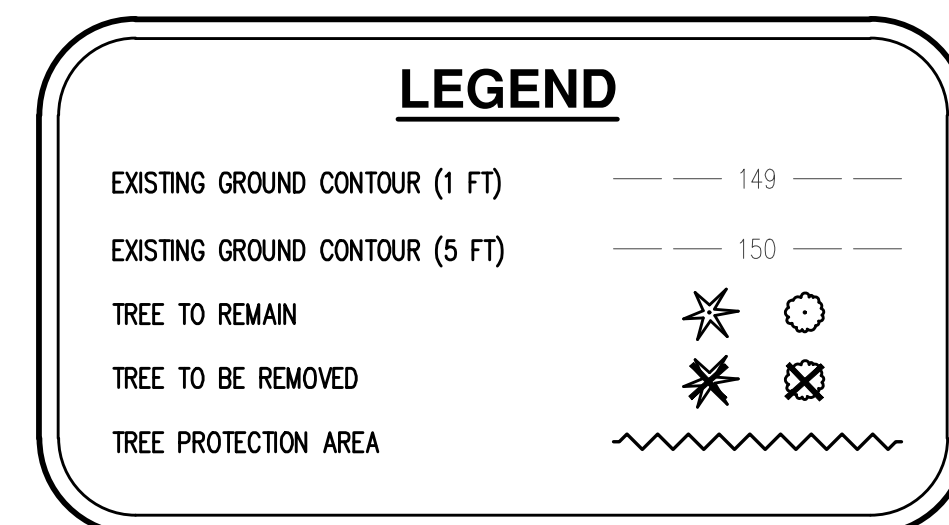 LEGEND
EXISTING GROUND CONTOUR (1 FT) 149
EXISTING GROUND CONTOUR (5 FT) 150
TREE TO REMAIN
TREE TO BE REMOVED
TREE PROTECTION AREA